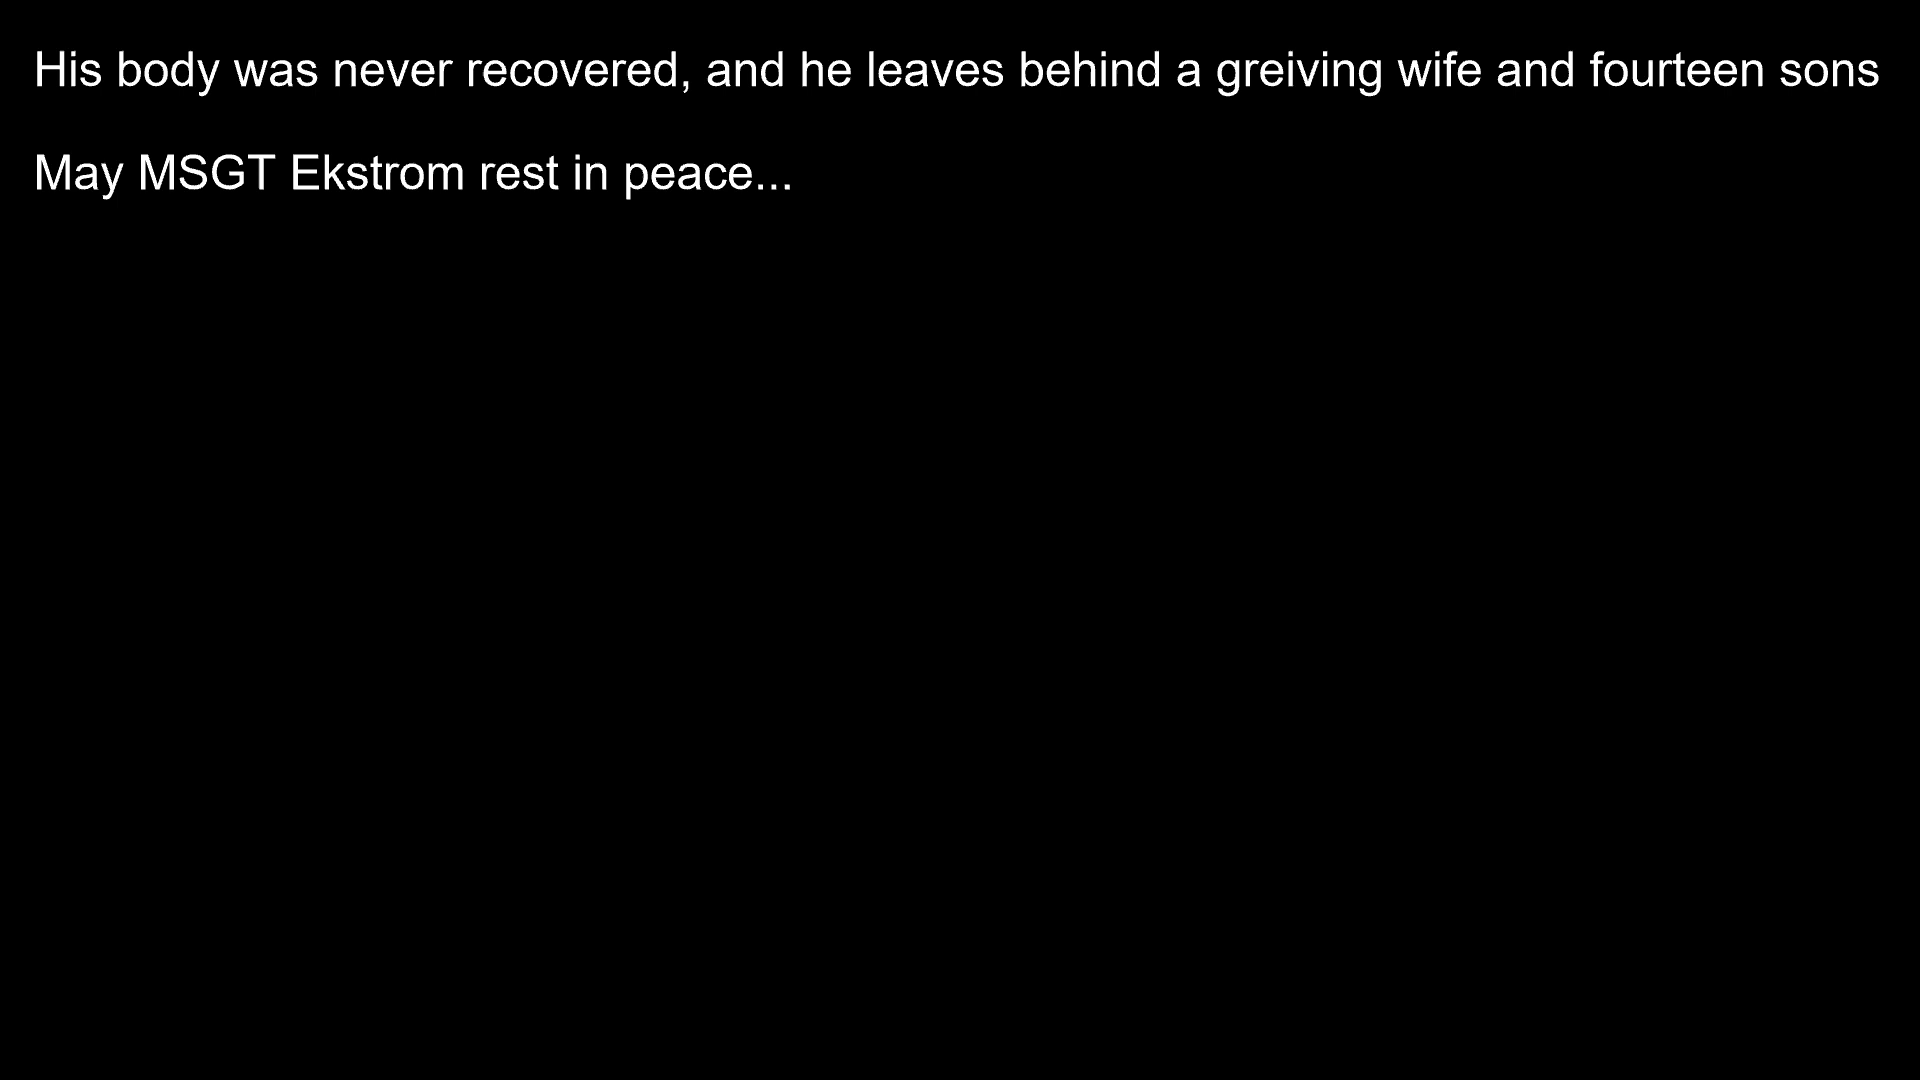 His body was never recovered, and he leaves behind a greiving wife and fourteen sons
May MSGT Ekstrom rest in peace...